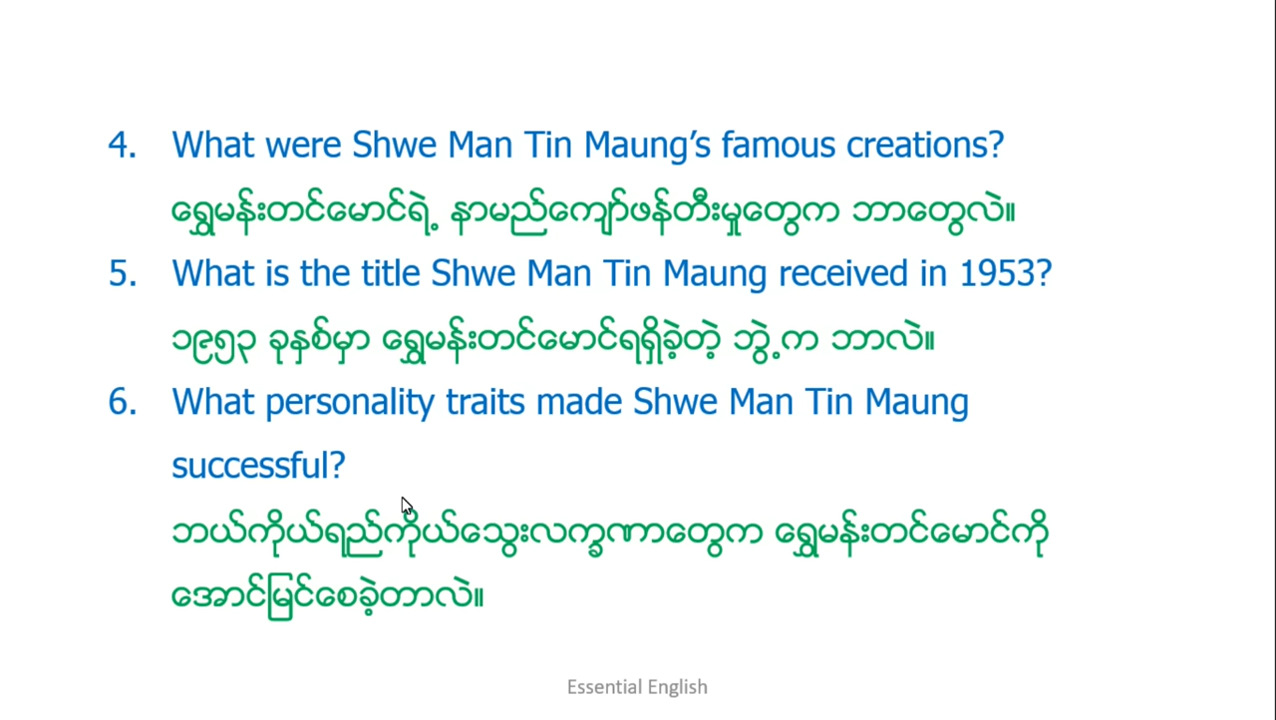 4. What were Shwe Man Tin Maung’s famous creations?
ရွှေမန်းတင်မောင်ရဲ့ နာမည်ကျော်ဖန်တီးမှုတွေက ဘာတွေလဲ။
5. What is the title Shwe Man Tin Maung received in 1953?
၁၉၅၃ ခုနှစ်မှာ ရွှေမန်းတင်မောင်ရရှိခဲ့တဲ့ ဘွဲ့က ဘာလဲ။
6. What personality traits made Shwe Man Tin Maung
successful?
ဘယ်ကိုယ်ရည်ကိုယ်သွေးလက္ခဏာတွေက ရွှေမန်းတင်မောင်ကို
အောင်မြင်စေခဲ့တာလဲ။
Essential English